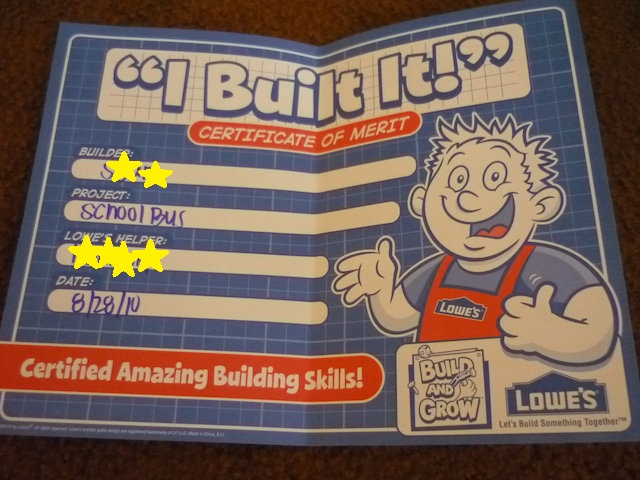 "I Built It!"
CERTIFICATE OF MERIT
BUILDER:
PROJECT:
School Bus
LOWE'S HELPER:
DATE:
8/28/10
Certified Amazing Building Skills!
LOWE'S
BUILD
AND
GROW
LOWE'S
Let's Build Something Together™